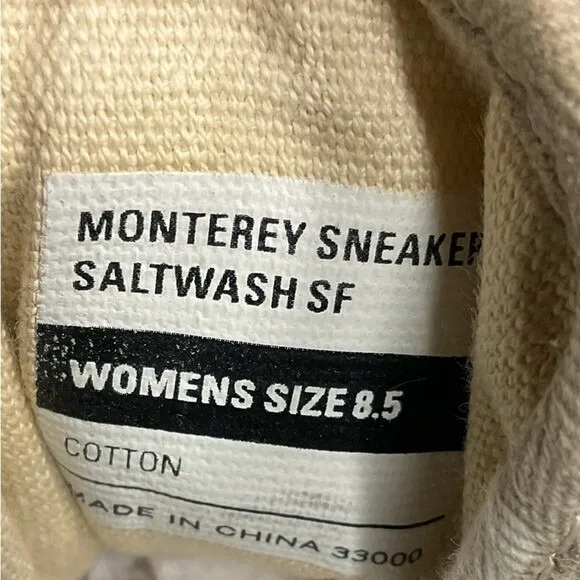 MONTEREY SNEAKER
SALTWASH SF
WOMENS SIZE 8.5
COTTON
MADE IN CHINA 33000